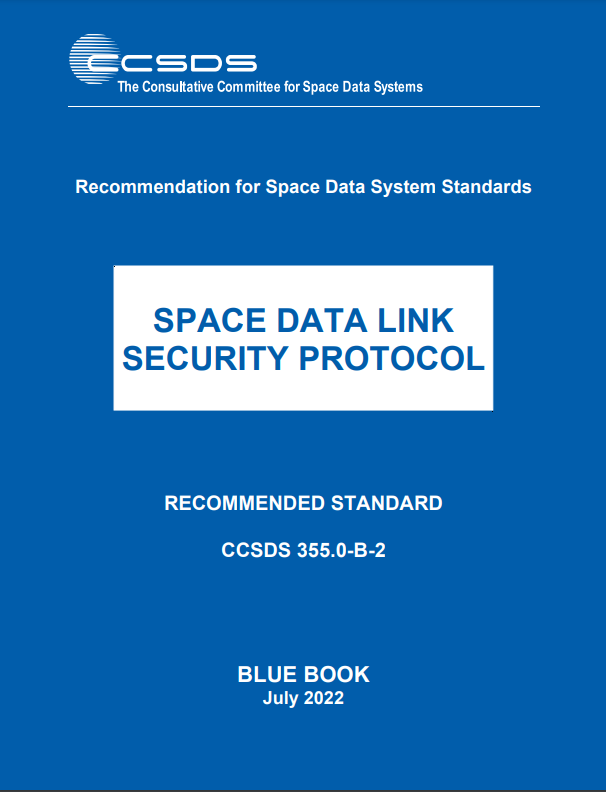 CCSDS
The Consultative Committee for Space Data Systems
Recommendation for Space Data System Standards
SPACE DATA LINK
SECURITY PROTOCOL
RECOMMENDED STANDARD
CCSDS 355.0-B-2
BLUE BOOK
July 2022